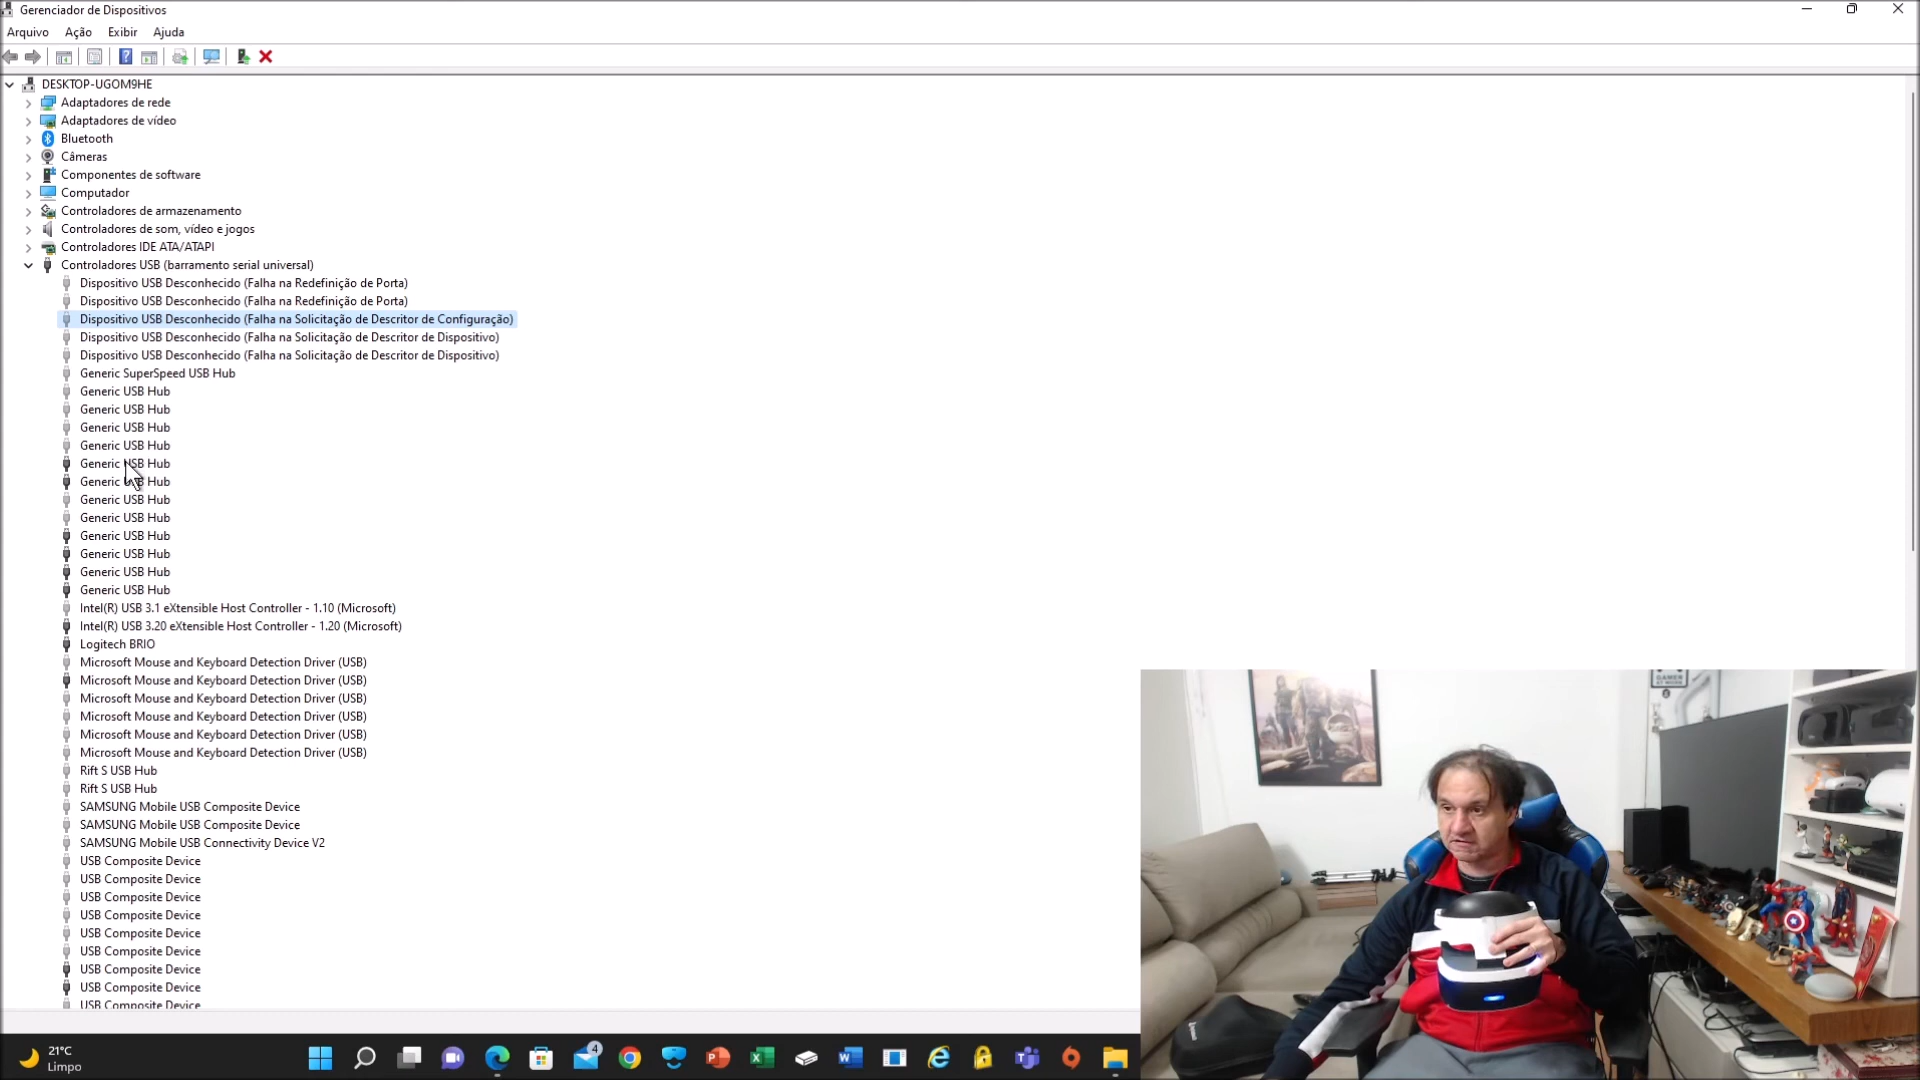 Gerenciador de Dispositivos
Arquivo Ação Exibir Ajuda
DESKTOP-UGOM9HE
Adaptadores de rede
Adaptadores de vídeo
Bluetooth
Câmeras
Componentes de software
Computador
Controladores de armazenamento
Controladores de som, vídeo e jogos
Controladores IDE ATA/ATAPI
Controladores USB (barramento serial universal)
Dispositivo USB Desconhecido (Falha na Redefinição de Porta)
Dispositivo USB Desconhecido (Falha na Redefinição de Porta)
Dispositivo USB Desconhecido (Falha na Solicitação de Descritor de Configuração)
Dispositivo USB Desconhecido (Falha na Solicitação de Descritor de Dispositivo)
Dispositivo USB Desconhecido (Falha na Solicitação de Descritor de Dispositivo)
Generic SuperSpeed USB Hub
Generic USB Hub
Generic USB Hub
Generic USB Hub
Generic USB Hub
Generic USB Hub
Generic USB Hub
Generic USB Hub
Generic USB Hub
Generic USB Hub
Generic USB Hub
Generic USB Hub
Generic USB Hub
Intel(R) USB 3.1 eXtensible Host Controller - 1.10 (Microsoft)
Intel(R) USB 3.20 eXtensible Host Controller - 1.20 (Microsoft)
Logitech BRIO
Microsoft Mouse and Keyboard Detection Driver (USB)
Microsoft Mouse and Keyboard Detection Driver (USB)
Microsoft Mouse and Keyboard Detection Driver (USB)
Microsoft Mouse and Keyboard Detection Driver (USB)
Microsoft Mouse and Keyboard Detection Driver (USB)
Microsoft Mouse and Keyboard Detection Driver (USB)
Rift S USB Hub
Rift S USB Hub
SAMSUNG Mobile USB Composite Device
SAMSUNG Mobile USB Composite Device
SAMSUNG Mobile USB Connectivity Device V2
USB Composite Device
USB Composite Device
USB Composite Device
USB Composite Device
USB Composite Device
USB Composite Device
USB Composite Device
USB Composite Device
USB Composite Device
21°C
Limpo
4